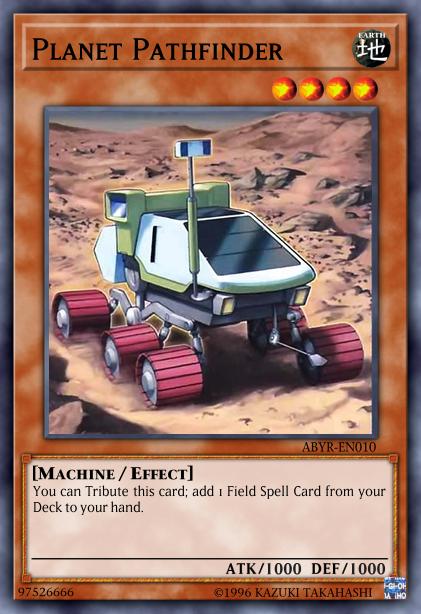 Planet Pathfinder
EARTH
地
ABYR-EN010
[Machine / Effect]
You can Tribute this card; add 1 Field Spell Card from your
Deck to your hand.
ATK/1000 DEF/1000
97526666
©1996 KAZUKI TAKAHASHI